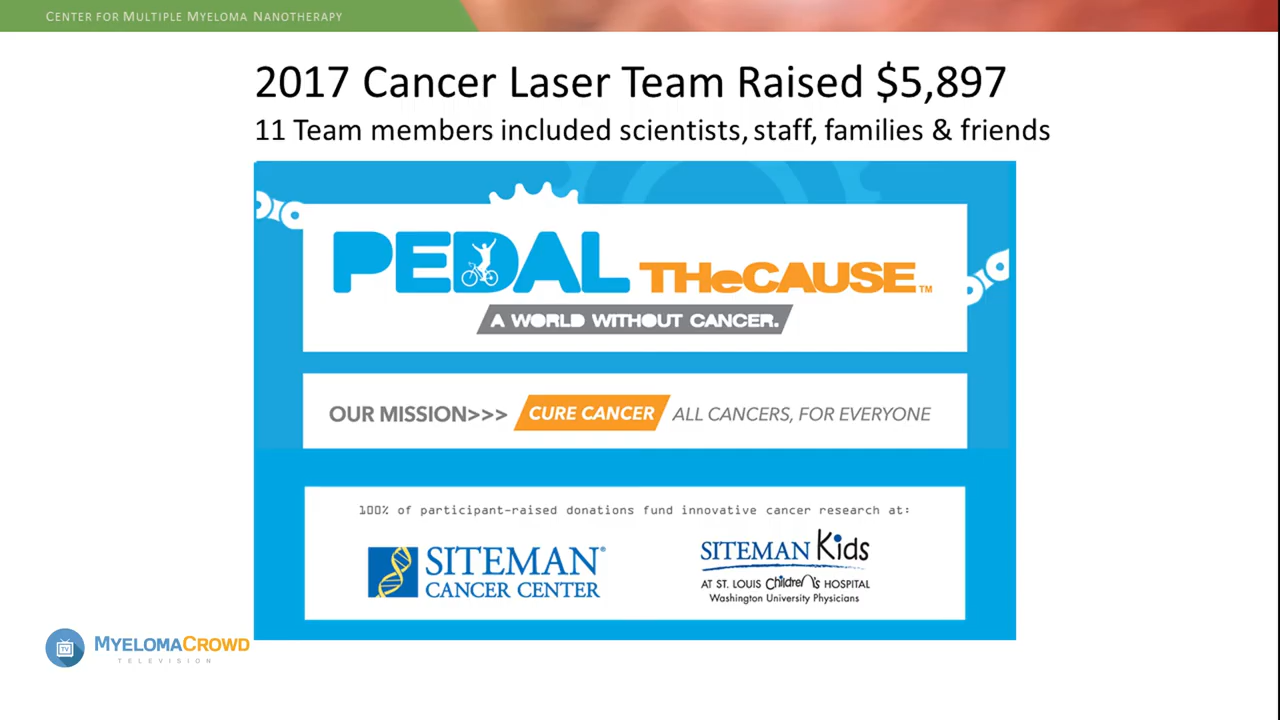 CENTER FOR MULTIPLE MYELOMA NANOTHERAPY
2017 Cancer Laser Team Raised $5,897
11 Team members included scientists, staff, families & friends
PEDAL THeCAUSE™
A WORLD WITHOUT CANCER.
OUR MISSION>>> CURE CANCER ALL CANCERS, FOR EVERYONE
100% of participant-raised donations fund innovative cancer research at:
SITEMAN®
CANCER CENTER
SITEMAN Kids
AT ST. LOUIS Children's HOSPITAL
Washington University Physicians
TV
MYELOMACROWD
TELEVISION